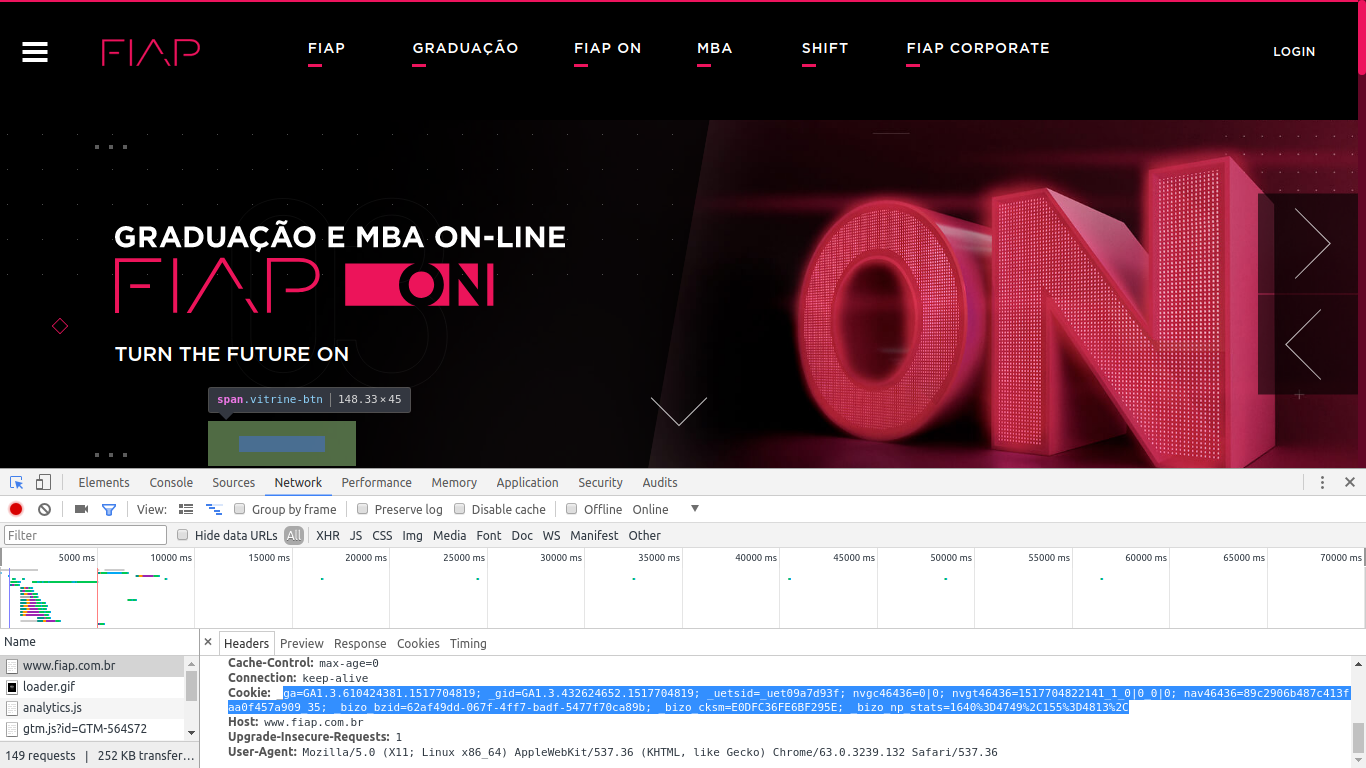 FIAP
FIAP GRADUAÇÃO FIAP ON MBA SHIFT FIAP CORPORATE
LOGIN
GRADUAÇÃO E MBA ON-LINE
FIAP ON
TURN THE FUTURE ON
ON
span.vitrine-btn | 148.33 × 45
Elements Console Sources Network Performance Memory Application Security Audits
View: Group by frame Preserve log Disable cache Offline Online
Filter Hide data URLs All XHR JS CSS Img Media Font Doc WS Manifest Other
5000 ms 10000 ms 15000 ms 20000 ms 25000 ms 30000 ms 35000 ms 40000 ms 45000 ms 50000 ms 55000 ms 60000 ms 65000 ms 70000 ms
Name
www.fiap.com.br
loader.gif
analytics.js
gtm.js?id=GTM-564S72
149 requests | 252 KB transfer…
Headers Preview Response Cookies Timing
Cache-Control: max-age=0
Connection: keep-alive
Cookie: _ga=GA1.3.610424381.1517704819; _gid=GA1.3.432624652.1517704819; _uetsid=_uet09a7d93f; nvgc46436=0|0; nvgt46436=1517704822141_1_0|0_0|0; nav46436=89c2906b487c413f
aa0f457a909_35; _bizo_bzid=62af49dd-067f-4ff7-badf-5477f70ca89b; _bizo_cksm=E0DFC36FE6BF295E; _bizo_np_stats=1640%3D4749%2C155%3D4813%2C
Host: www.fiap.com.br
Upgrade-Insecure-Requests: 1
User-Agent: Mozilla/5.0 (X11; Linux x86_64) AppleWebKit/537.36 (KHTML, like Gecko) Chrome/63.0.3239.132 Safari/537.36